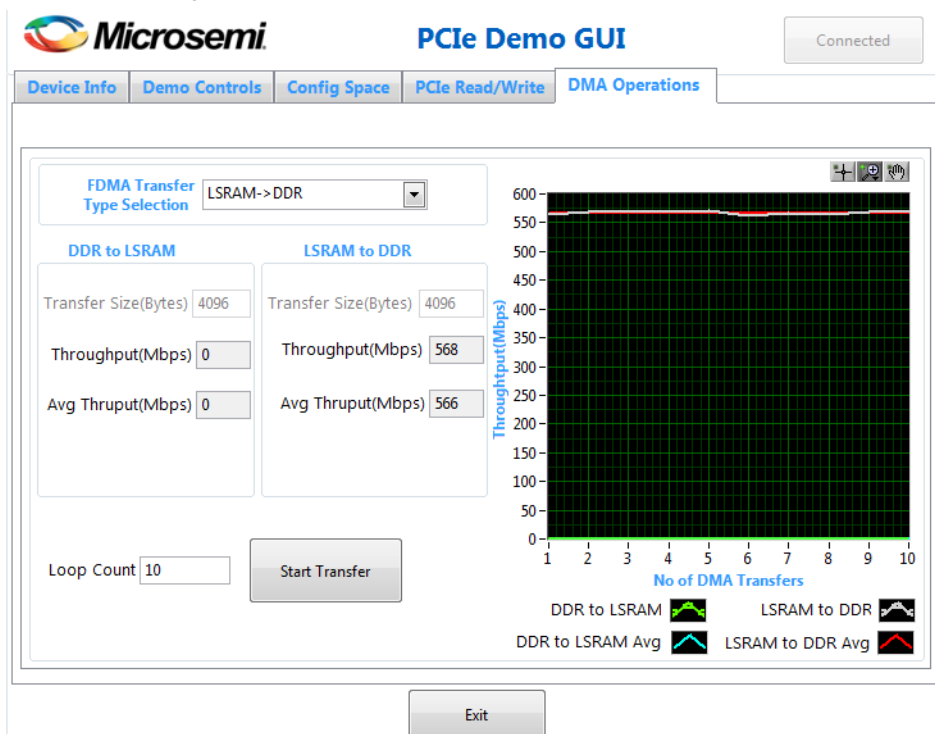 Microsemi.
PCIe Demo GUI
Connected
Device Info
Demo Controls
Config Space
PCIe Read/Write
DMA Operations
FDMA Transfer
Type Selection
LSRAM->DDR
DDR to LSRAM
Transfer Size(Bytes) 4096
Throughput(Mbps) 0
Avg Thruput(Mbps) 0
LSRAM to DDR
Transfer Size(Bytes) 4096
Throughput(Mbps) 568
Avg Thruput(Mbps) 566
Loop Count 10
Start Transfer
Throughtput(Mbps)
600
550
500
450
400
350
300
250
200
150
100
50
0
1 2 3 4 5 6 7 8 9 10
No of DMA Transfers
DDR to LSRAM
LSRAM to DDR
DDR to LSRAM Avg
LSRAM to DDR Avg
Exit